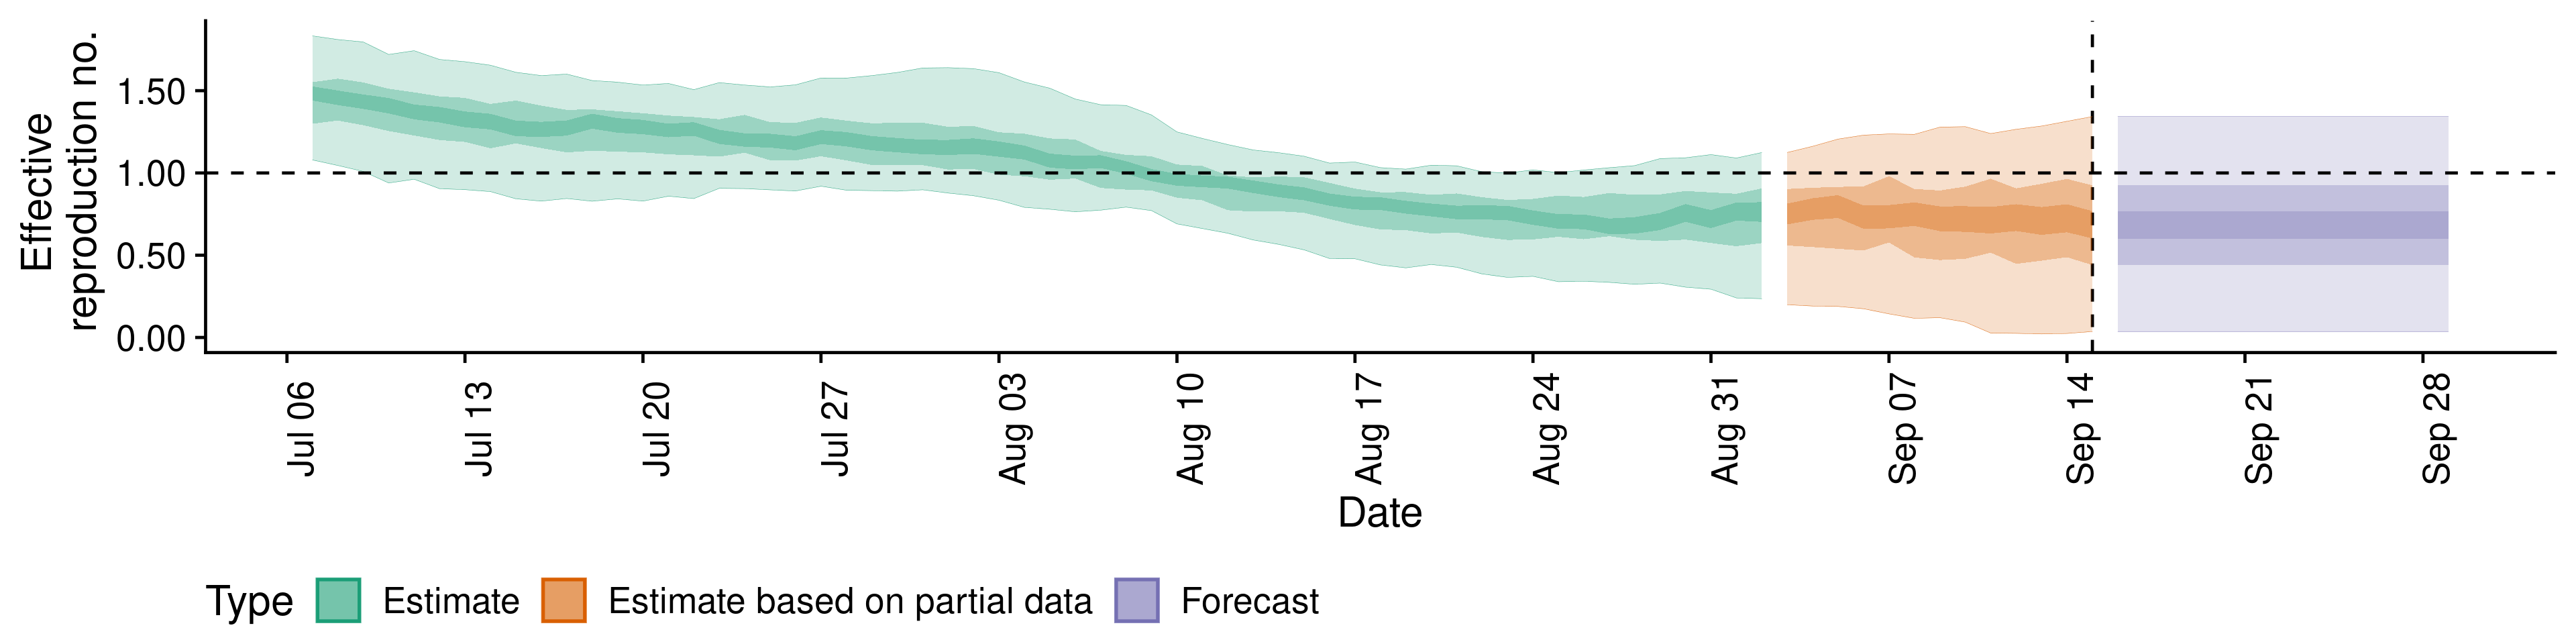 Effective
reproduction no.
1.50
1.00
0.50
0.00
Jul 06
Jul 13
Jul 20
Jul 27
Aug 03
Aug 10
Aug 17
Aug 24
Aug 31
Sep 07
Sep 14
Sep 21
Sep 28
Date
Type Estimate Estimate based on partial data Forecast